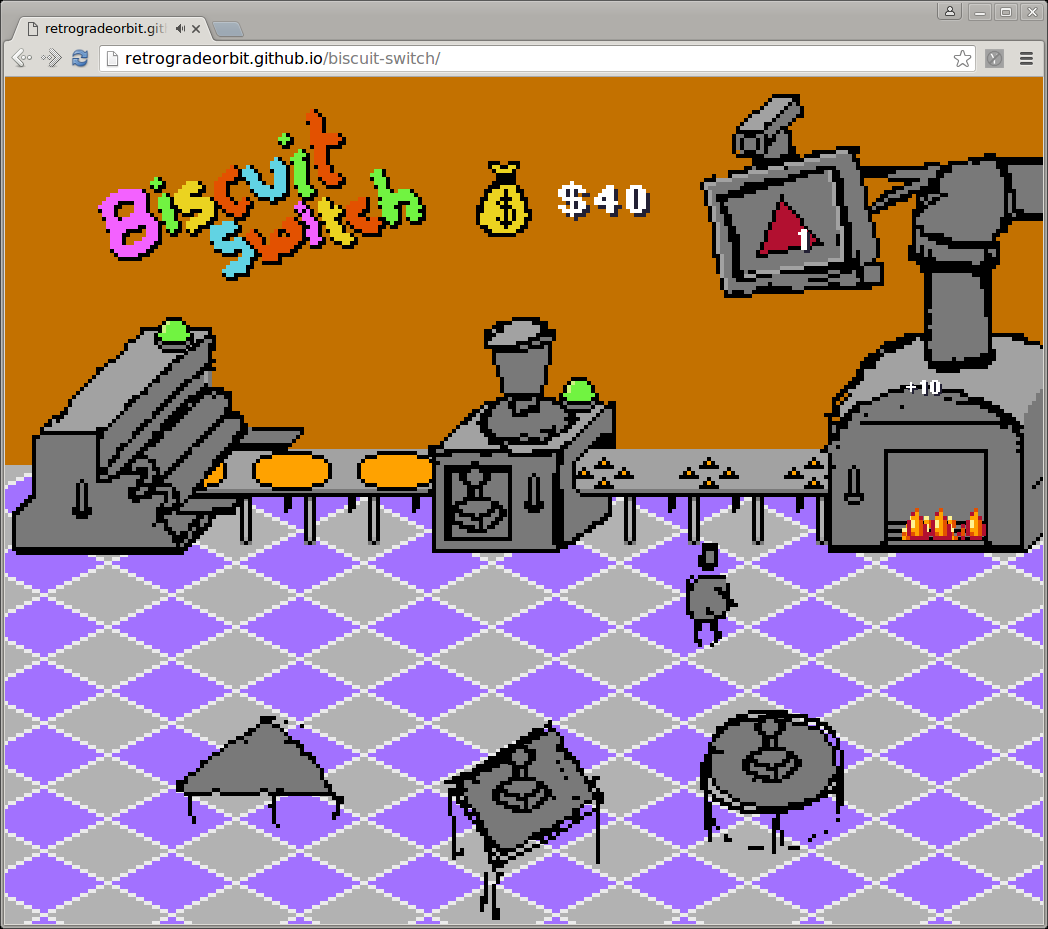 retrogradeorbit.git
retrogradeorbit.github.io/biscuit-switch/
Biscuit
switch
$
$40
1
+10